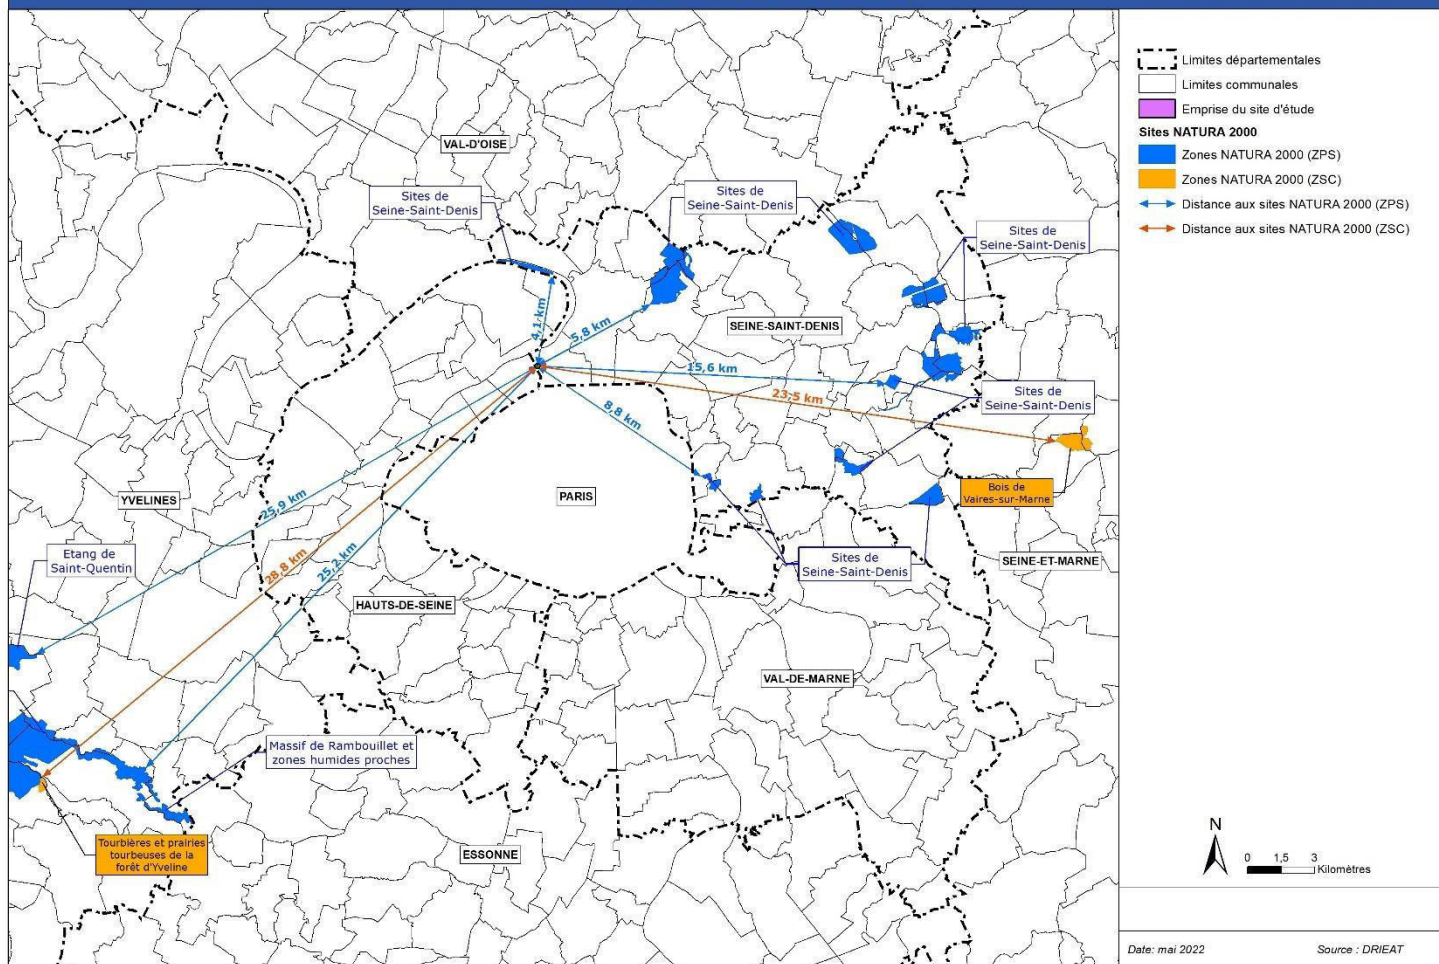 VAL-D'OISE
Sites de
Seine-Saint-Denis
Sites de
Seine-Saint-Denis
Sites de
Seine-Saint-Denis
4,1 km
5,8 km
SEINE-SAINT-DENIS
15,6 km
23,5 km
Sites de
Seine-Saint-Denis
8,8 km
PARIS
YVELINES
25,9 km
28,8 km
25,2 km
Bois de
Vaires-sur-Marne
Etang de
Saint-Quentin
Sites de
Seine-Saint-Denis
SEINE-ET-MARNE
HAUTS-DE-SEINE
VAL-DE-MARNE
Massif de Rambouillet et
zones humides proches
Tourbières et prairies
tourbeuses de la
forêt d'Yveline
ESSONNE
Limites départementales
Limites communales
Emprise du site d'étude
Sites NATURA 2000
Zones NATURA 2000 (ZPS)
Zones NATURA 2000 (ZSC)
Distance aux sites NATURA 2000 (ZPS)
Distance aux sites NATURA 2000 (ZSC)
N
0 1,5 3
Kilomètres
Date: mai 2022
Source : DRIEAT